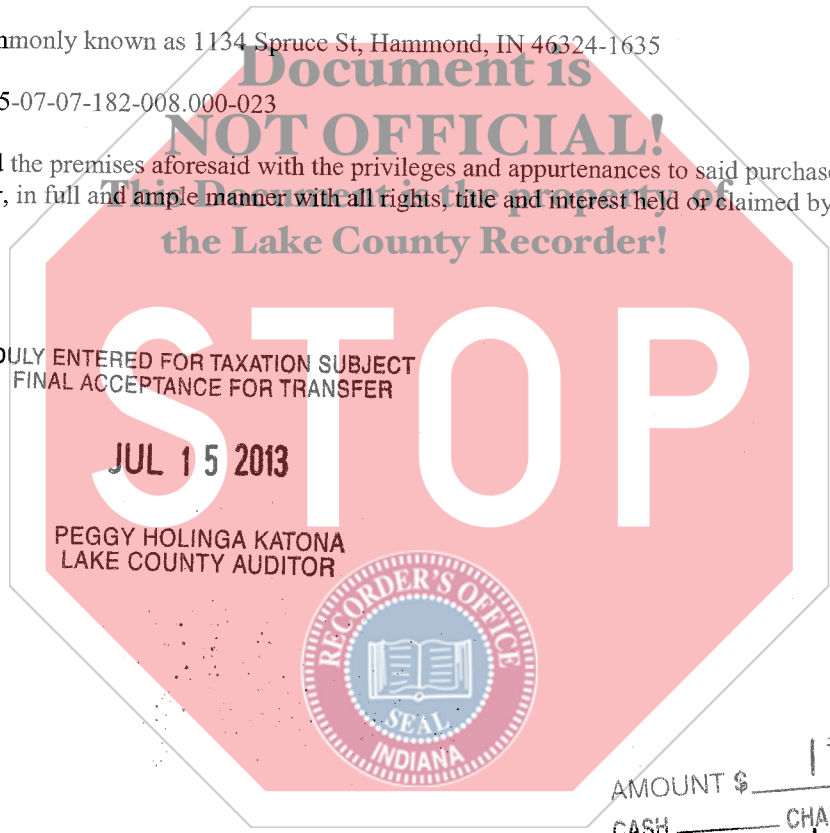 mmonly known as 1134 Spruce St, Hammond, IN 46324-1635
Document is
5-07-07-182-008.000-023
NOT OFFICIAL!
the premises aforesaid with the privileges and appurtenances to said purchas
This Document is the property of
, in full and ample manner with all rights, title and interest held or claimed by
the Lake County Recorder!
STOP
DULY ENTERED FOR TAXATION SUBJECT
FINAL ACCEPTANCE FOR TRANSFER
JUL 15 2013
PEGGY HOLINGA KATONA
LAKE COUNTY AUDITOR
RECORDER'S OFFICE
SEAL
INDIANA
AMOUNT $
CASH CHA